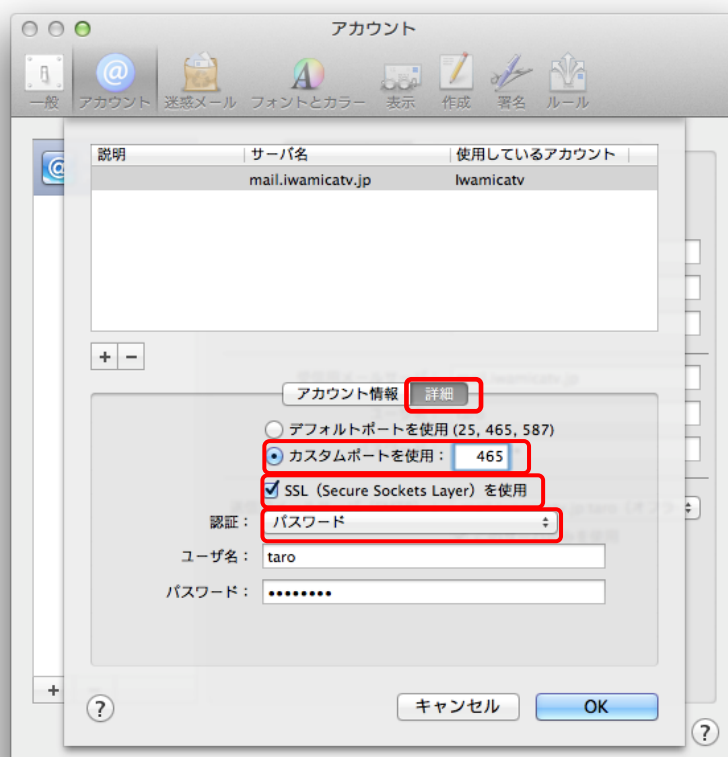 アカウント
一般 アカウント 迷惑メール フォントとカラー 表示 作成 署名 ルール
説明 サーバ名 使用しているアカウント
mail.iwamicatv.jp Iwamicatv
+ −
アカウント情報 詳細
デフォルトポートを使用 (25, 465, 587)
カスタムポートを使用： 465
SSL（Secure Sockets Layer）を使用
認証： パスワード
ユーザ名： taro
パスワード： ••••••••
+
? キャンセル OK
?